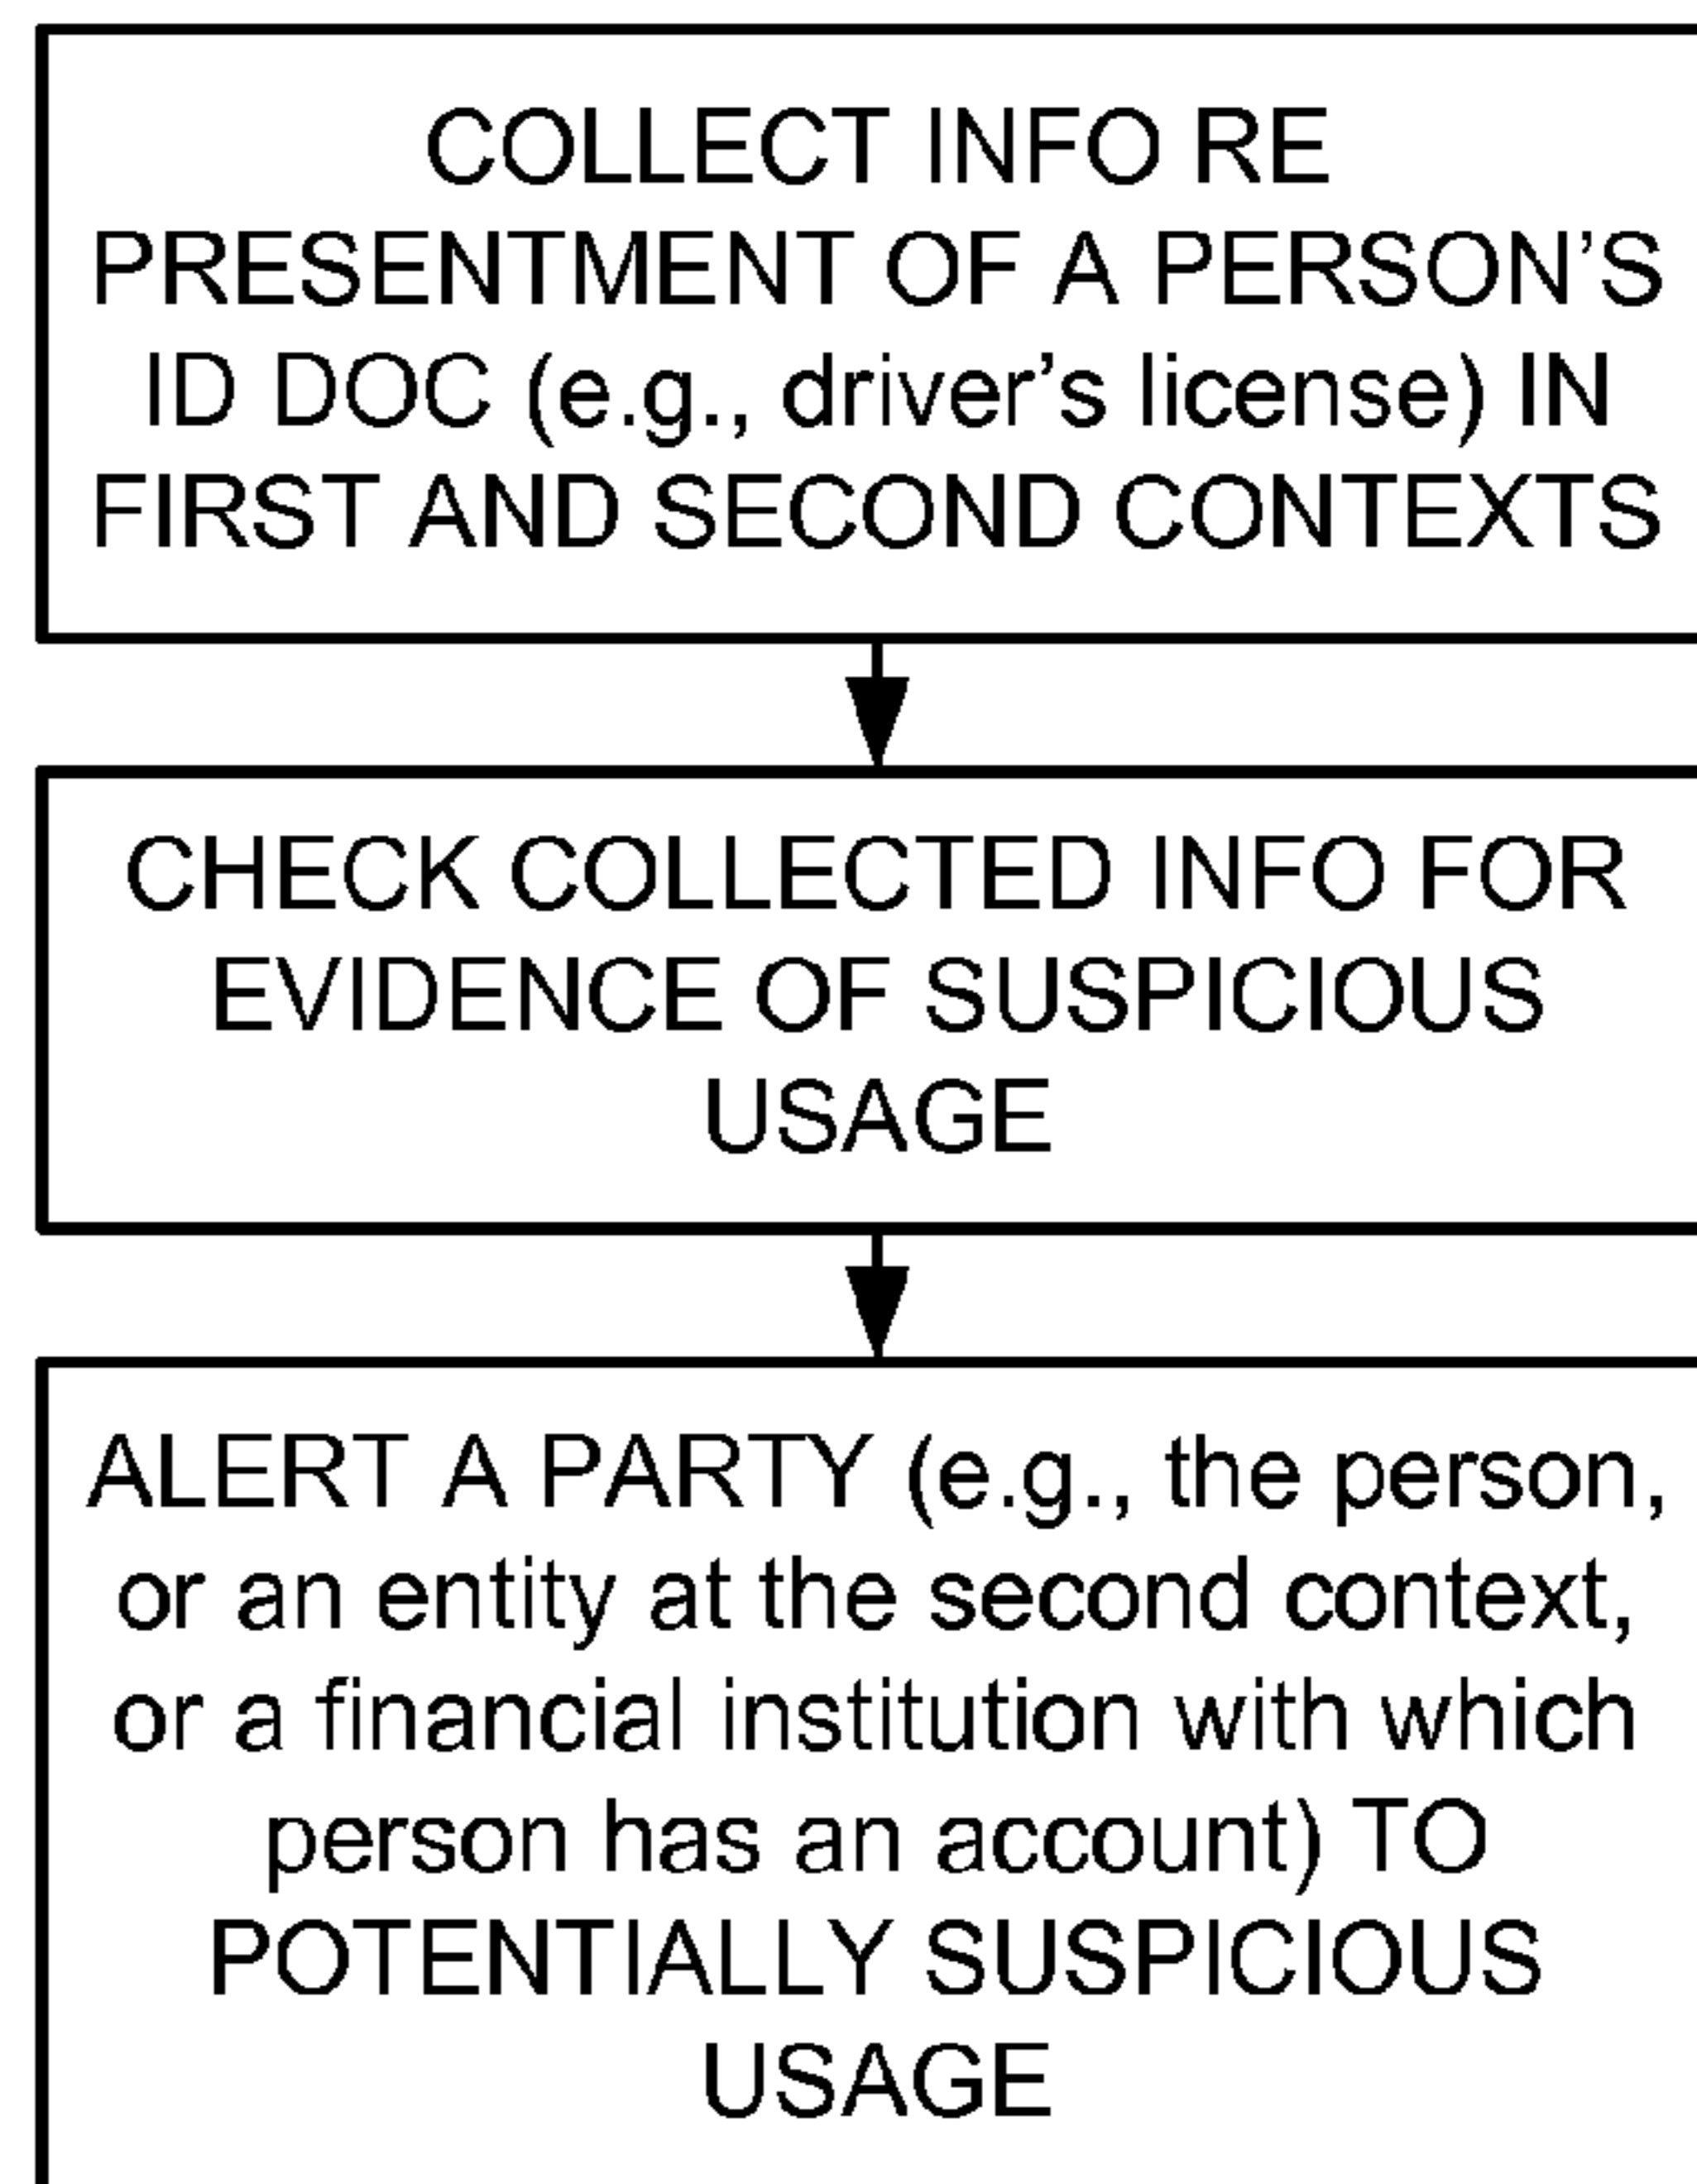 COLLECT INFO RE
PRESENTMENT OF A PERSON’S
ID DOC (e.g., driver’s license) IN
FIRST AND SECOND CONTEXTS
CHECK COLLECTED INFO FOR
EVIDENCE OF SUSPICIOUS
USAGE
ALERT A PARTY (e.g., the person,
or an entity at the second context,
or a financial institution with which
person has an account) TO
POTENTIALLY SUSPICIOUS
USAGE